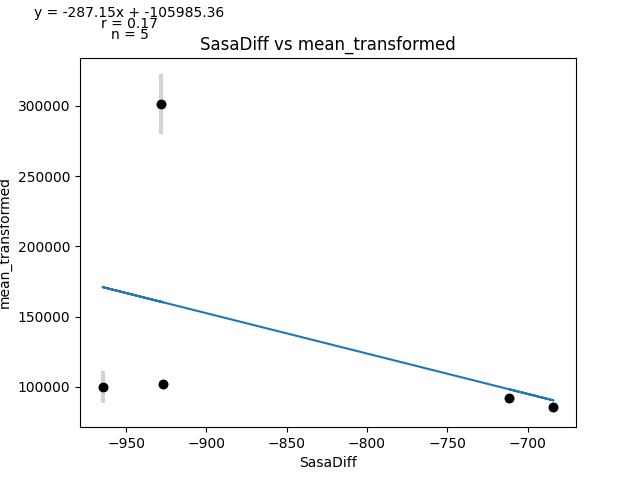 y = -287.15x + -105985.36
r = 0.17
n = 5
SasaDiff vs mean_transformed
mean_transformed
300000
250000
200000
150000
100000
−950
−900
−850
−800
−750
−700
SasaDiff